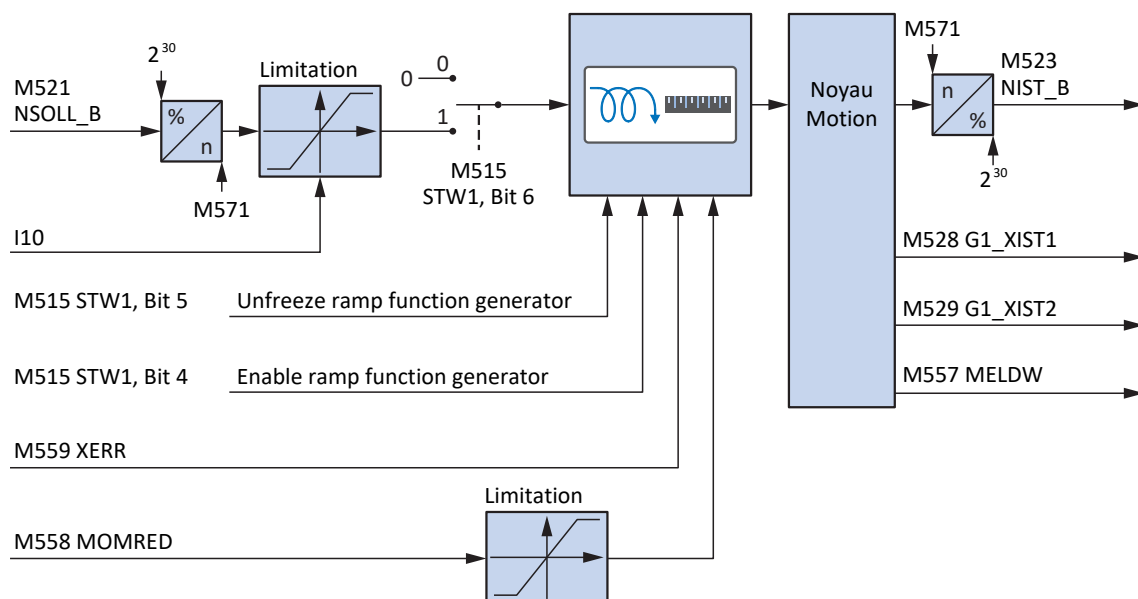 2³⁰
M521
NSOLL_B
%
n
M571
Limitation
0
0
1
M515
STW1, Bit 6
Noyau
Motion
M571
n
%
2³⁰
M523
NIST_B
I10
M528 G1_XIST1
M515 STW1, Bit 5
Unfreeze ramp function generator
M529 G1_XIST2
M515 STW1, Bit 4
Enable ramp function generator
M557 MELDW
M559 XERR
Limitation
M558 MOMRED